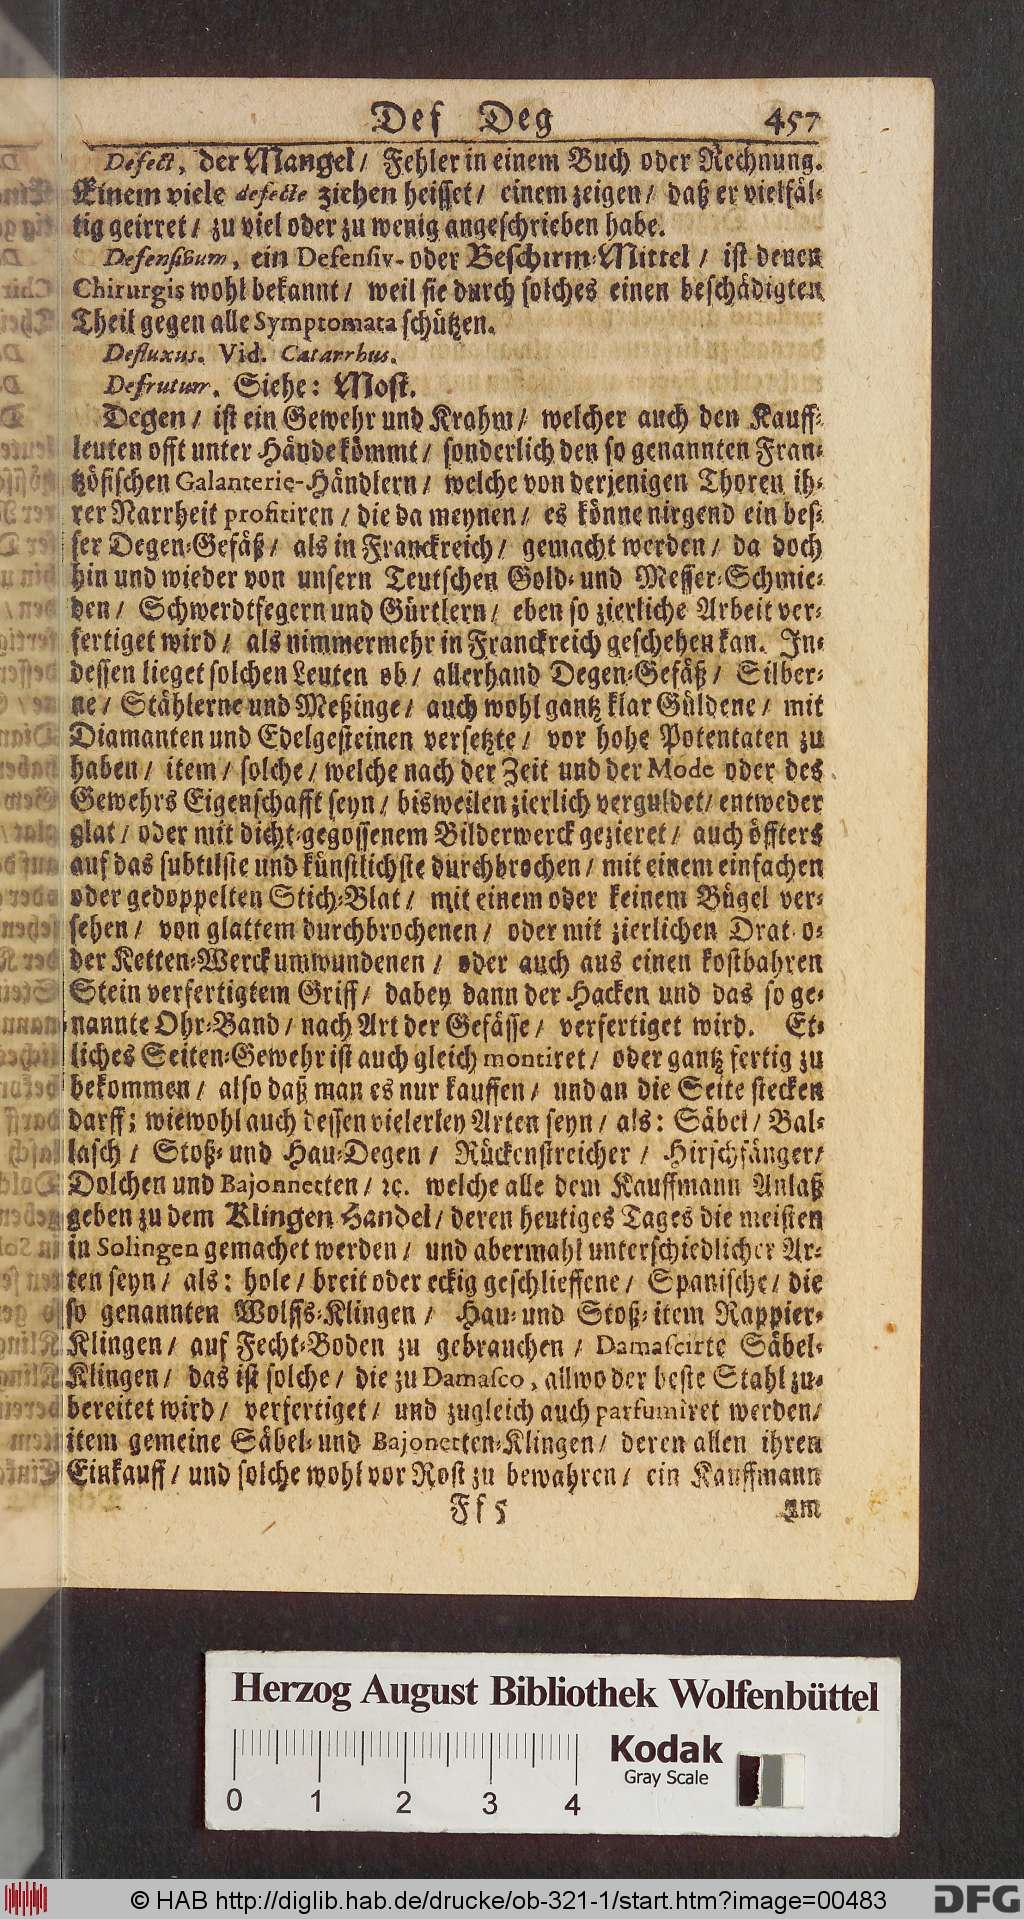 Def Deg 457
Defect, der Mangel / Fehler in einem Buch oder Rechnung.
Einem viele defecte ziehen heisset / einem zeigen / daß er vielfäl-
tig geirret / zu viel oder zu wenig angeschrieben habe.
Defensivum, ein Defensiv- oder Beschirm-Mittel / ist denen
Chirurgis wohl bekannt / weil sie durch solches einen beschädigten
Theil gegen alle Symptomata schützen.
Defluxus. Vid. Catarrhus.
Defrutum. Siehe: Most.
Degen / ist ein Gewehr und Krahm / welcher auch den Kauff-
leuten offt unter Hände kömmt / sonderlich den so genannten Fran-
tzösischen Galanterie-Händlern / welche von derjenigen Thoren ih-
rer Narrheit profitiren / die da meynen / es könne nirgend ein bes-
ser Degen-Gefäß / als in Franckreich / gemacht werden / da doch
hin und wieder von unsern Teutschen Gold- und Messer-Schmie-
den / Schwerdtfegern und Gürtlern / eben so zierliche Arbeit ver-
fertiget wird / als nimmermehr in Franckreich geschehen kan. In-
dessen lieget solchen Leuten ob / allerhand Degen-Gefäß / Silber-
ne / Stählerne und Meßinge / auch wohl gantz klar Güldene / mit
Diamanten und Edelgesteinen versetzte / vor hohe Potentaten zu
haben / item / solche / welche nach der Zeit und der Mode oder des
Gewehrs Eigenschafft seyn / bisweilen zierlich verguldet / entweder
glat / oder mit dicht-gegossenem Bilderwerck gezieret / auch öffters
auf das subtilste und künstlichste durchbrochen / mit einem einfachen
oder gedoppelten Stich-Blat / mit einem oder keinem Bügel ver-
sehen / von glattem durchbrochenen / oder mit zierlichen Drat o-
der Ketten-Werck umwundenen / oder auch aus einen kostbahren
Stein verfertigtem Griff / dabey dann der Hacken und das so ge-
nannte Ohr-Band / nach Art der Gefässe / verfertiget wird. Et-
liches Seiten-Gewehr ist auch gleich montiret / oder gantz fertig zu
bekommen / also daß man es nur kauffen / und an die Seite stecken
darff; wiewohl auch dessen vielerley Arten seyn / als: Säbel / Bal-
lasch / Stoß- und Hau-Degen / Rückenstreicher / Hirschfänger /
Dolchen und Bajonnetten / ꝛc. welche alle dem Kauffmann Anlaß
geben zu dem Klingen Handel / deren heutiges Tages die meisten
in Solingen gemachet werden / und abermahl unterschiedlicher Ar-
ten seyn / als: hole / breit oder eckig geschlieffene / Spanische / die
so genannten Wolffs-Klingen / Hau- und Stoß- item Rappier-
Klingen / auf Fecht-Boden zu gebrauchen / Damascirte Säbel-
Klingen / das ist solche / die zu Damasco, allwo der beste Stahl zu-
bereitet wird / verfertiget / und zugleich auch parfumiret werden /
item gemeine Säbel- und Bajonetten-Klingen / deren allen ihren
Einkauff / und solche wohl vor Rost zu bewahren / ein Kauffmann
Ff 5 am
Herzog August Bibliothek Wolfenbüttel
0 1 2 3 4
Kodak
Gray Scale
© HAB http://diglib.hab.de/drucke/ob-321-1/start.htm?image=00483
DFG